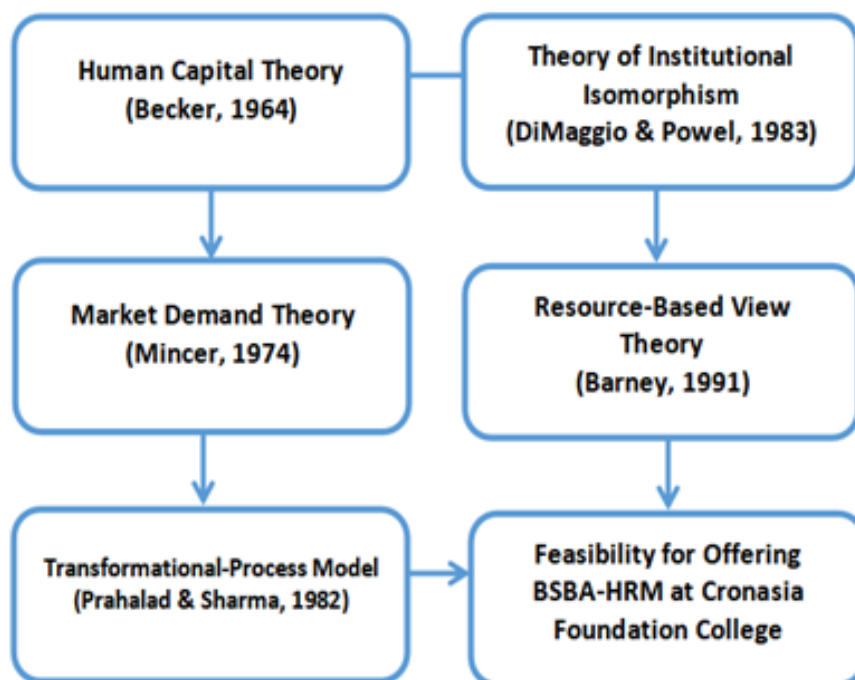 Human Capital Theory
(Becker, 1964)
Theory of Institutional
Isomorphism
(DiMaggio & Powel, 1983)
Market Demand Theory
(Mincer, 1974)
Resource-Based View
Theory
(Barney, 1991)
Transformational-Process Model
(Prahalad & Sharma, 1982)
Feasibility for Offering
BSBA-HRM at Cronasia
Foundation College